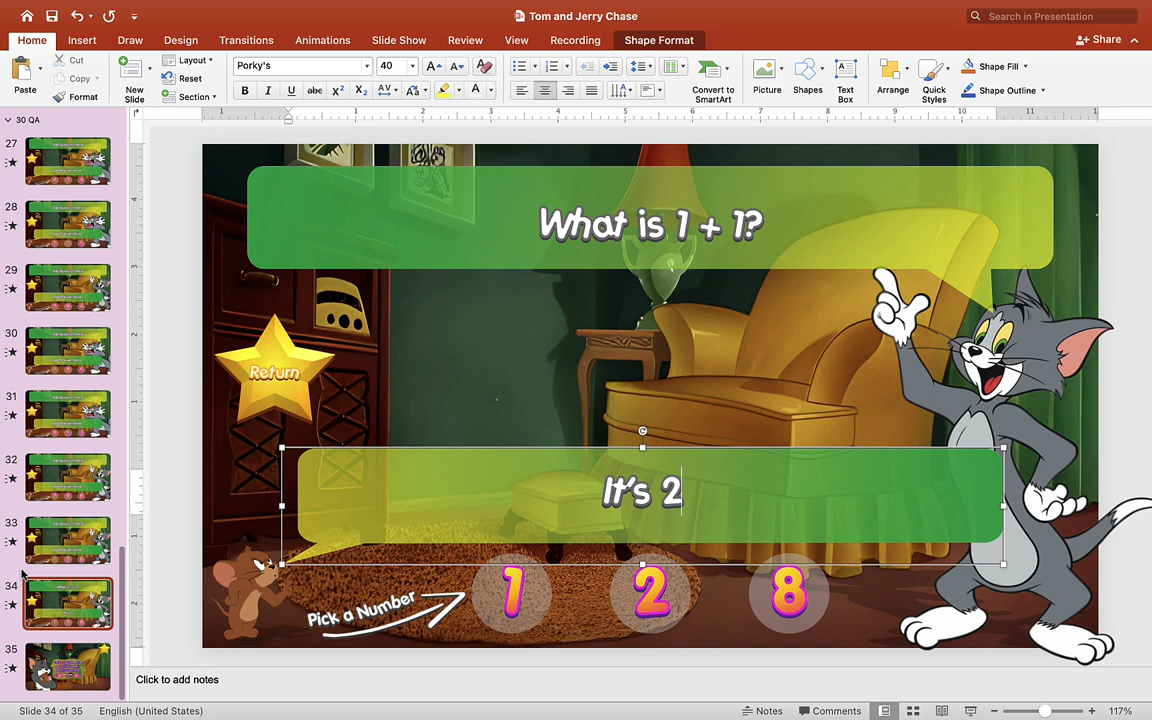 Tom and Jerry Chase
Search in Presentation
Home Insert Draw Design Transitions Animations Slide Show Review View Recording Shape Format
Share
Paste
Cut
Copy
Format
New Slide
Layout
Reset
Section
Porky's 40
Convert to SmartArt
Picture
Shapes
Text Box
Arrange
Quick Styles
Shape Fill
Shape Outline
30 QA
27
28
29
30
31
32
33
34
35
What is 1 + 1?
Return
It's 2
Pick a Number
1 2 8
Click to add notes
Slide 34 of 35
English (United States)
Notes
Comments
117%